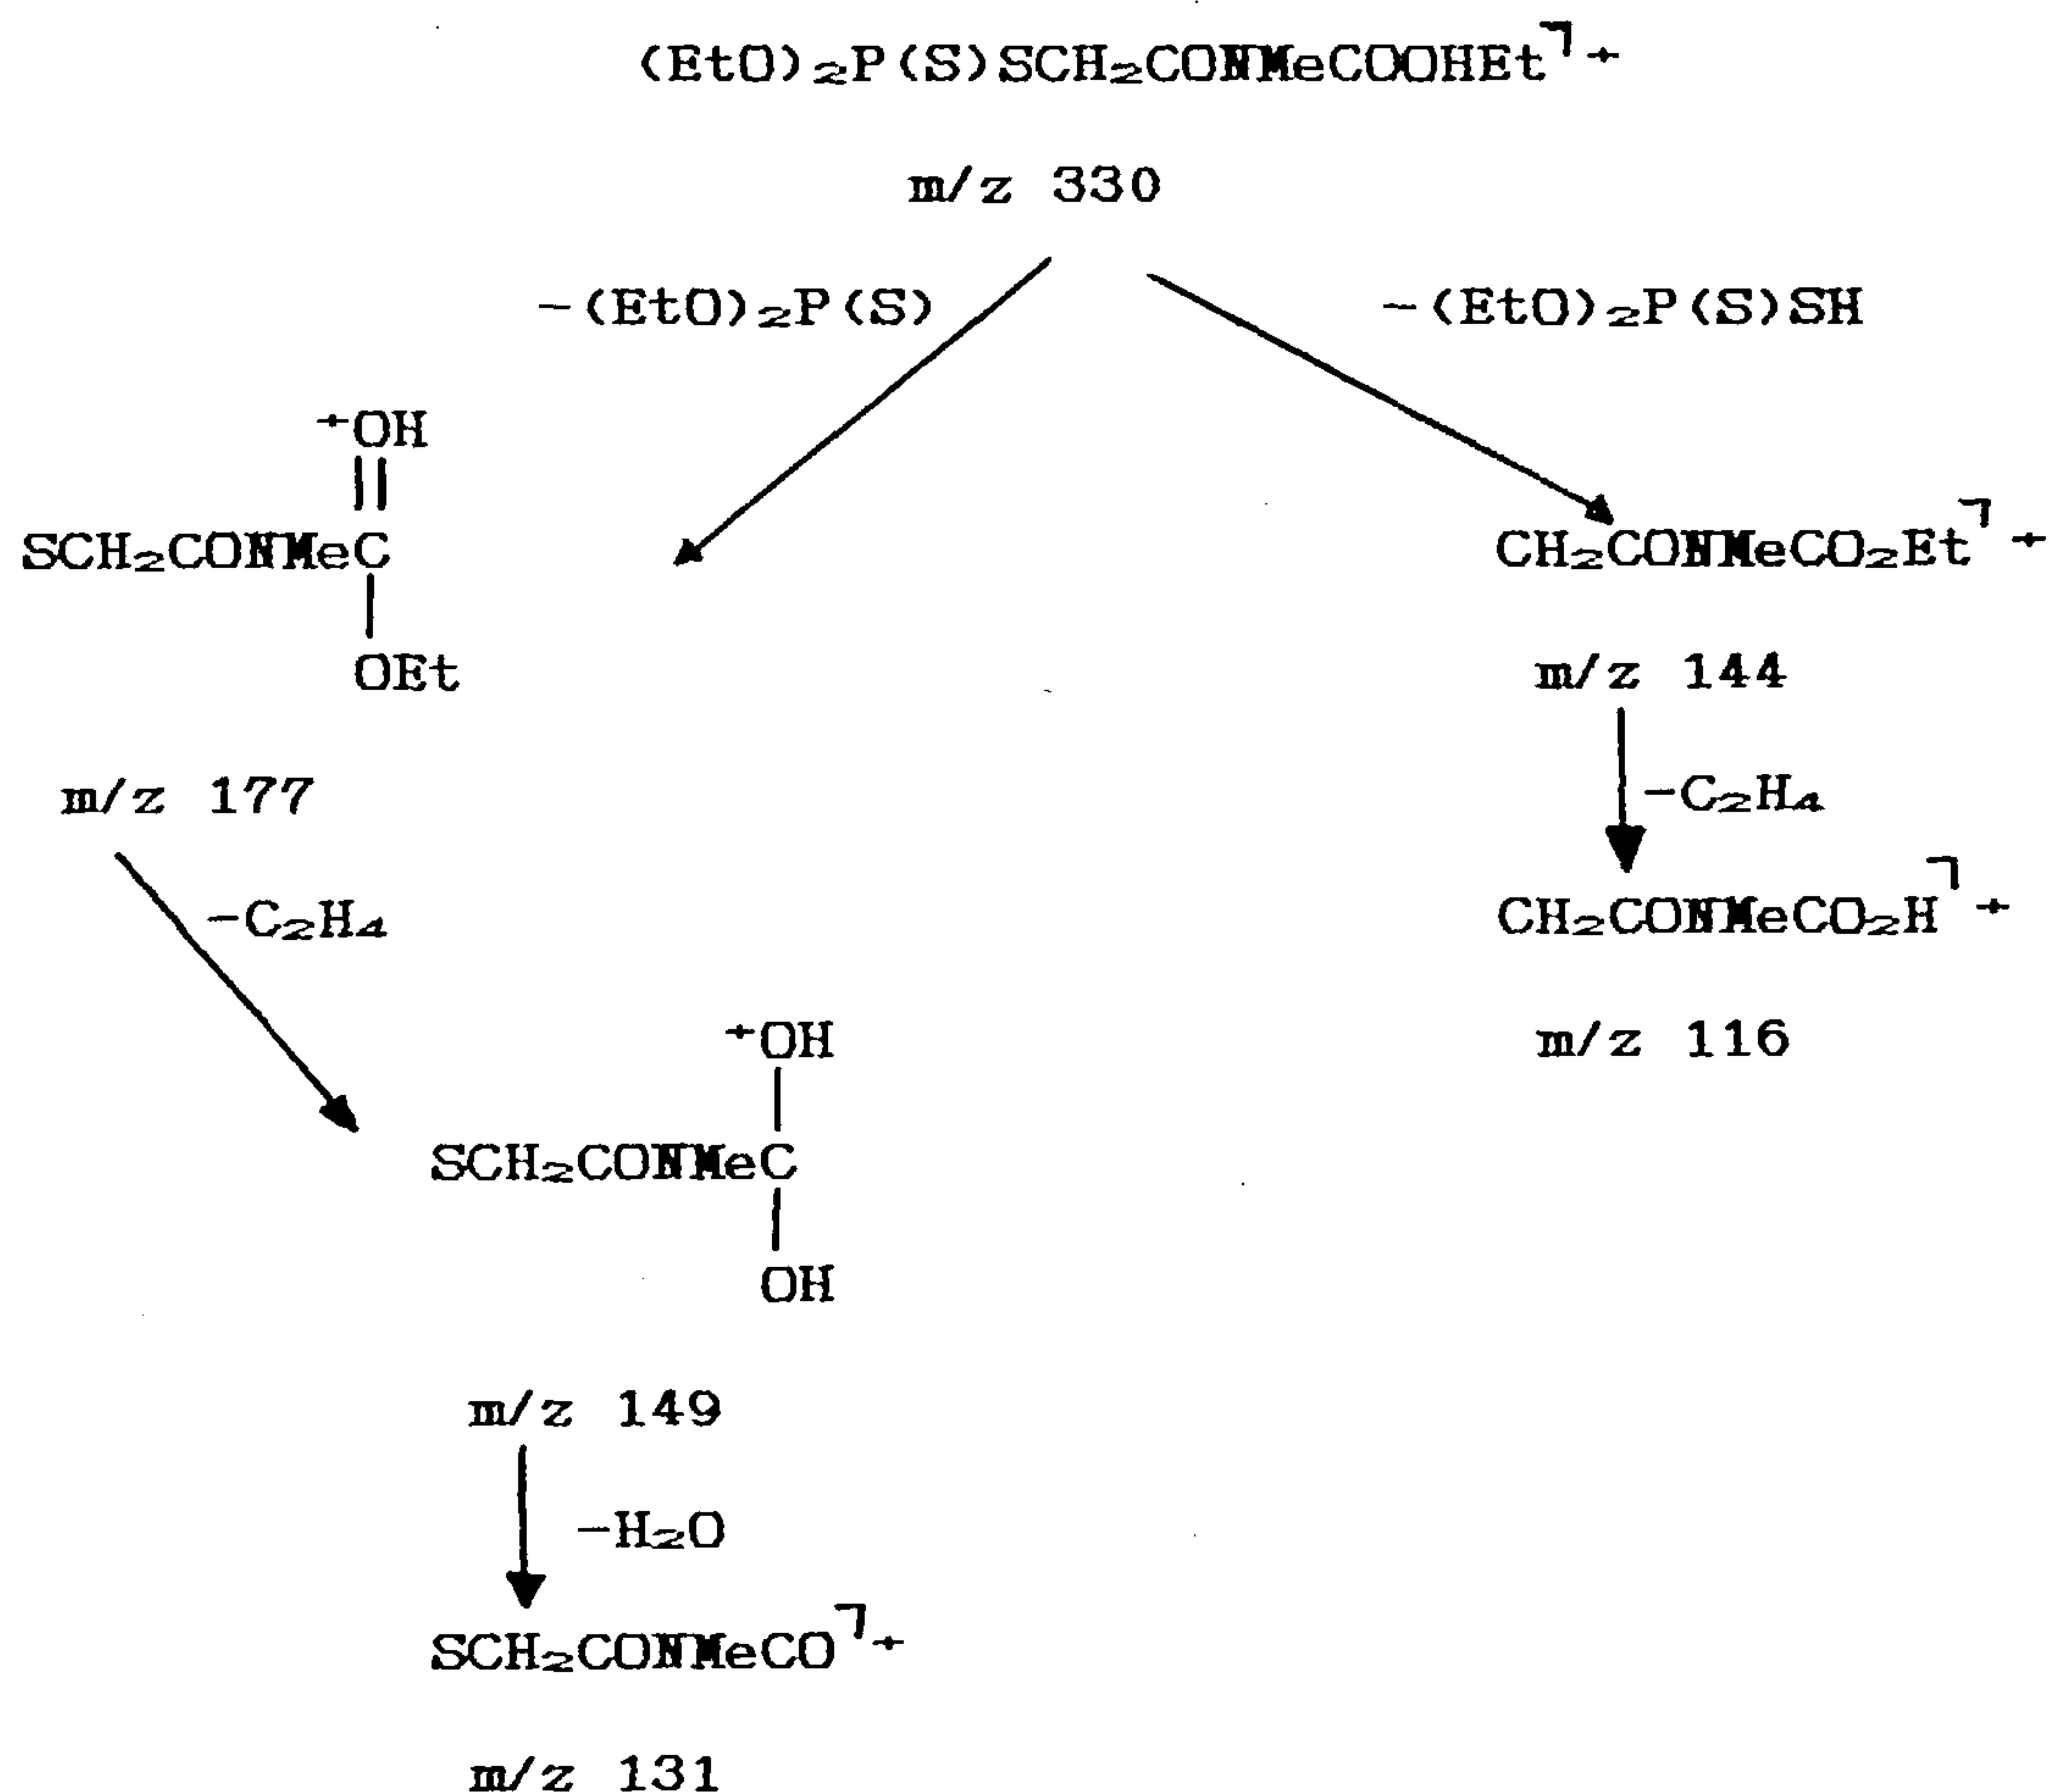 (EtO)₂P(S)SCH₂CONMeCOOHEt⌝+
m/z 330
-(EtO)₂P(S)
-(EtO)₂P(S)SH
+OH
SCH₂CONMeC
OEt
m/z 177
-C₂H₄
CH₂CONMeCO₂Et⌝+
m/z 144
-C₂H₄
CH₂CONMeCO₂H⌝+
m/z 116
+OH
SCH₂CONMeC
OH
m/z 149
-H₂O
SCH₂CONMeCO⌝+
m/z 131